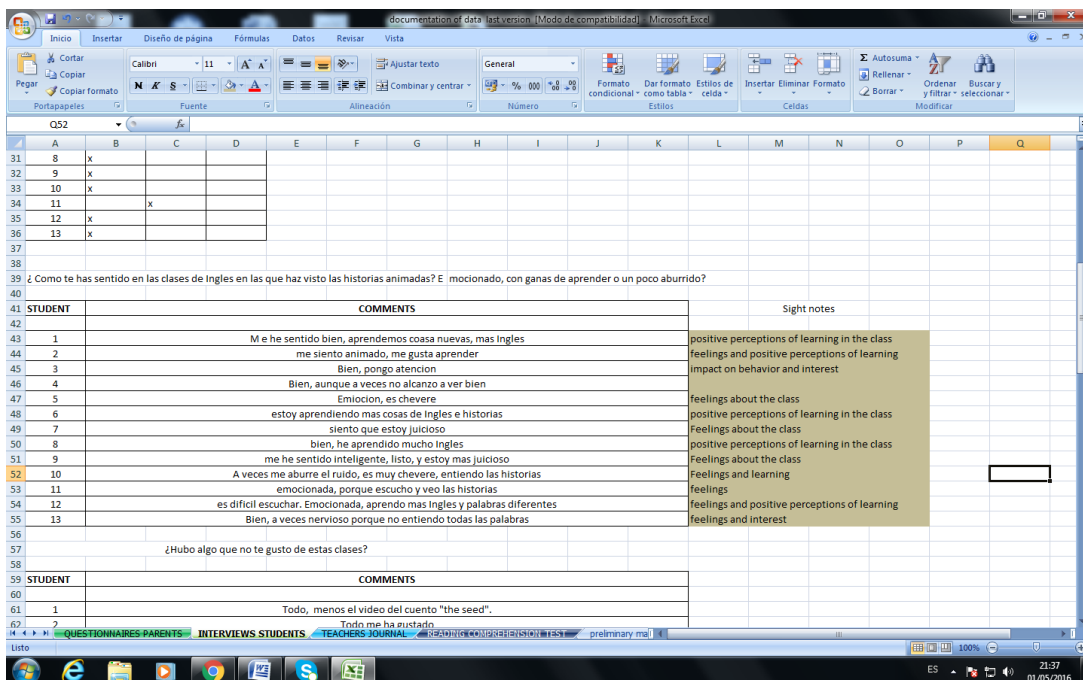 documentation of data last version [Modo de compatibilidad] - Microsoft Excel
Inicio Insertar Diseño de página Fórmulas Datos Revisar Vista
Pegar
Cortar
Copiar
Copiar formato
Portapapeles
Calibri 11
N K S
Fuente
Ajustar texto
Combinar y centrar
Alineación
General
% 000
Número
Formato condicional
Dar formato como tabla
Estilos de celda
Estilos
Insertar Eliminar Formato
Celdas
Autosuma
Rellenar
Borrar
Ordenar y filtrar
Buscar y seleccionar
Modificar
Q52 fx
A B C D E F G H I J K L M N O P Q
31 8 x
32 9 x
33 10 x
34 11 x
35 12 x
36 13 x
37
38
39 ¿ Como te has sentido en las clases de Ingles en las que haz visto las historias animadas? E mocionado, con ganas de aprender o un poco aburrido?
40
41 STUDENT COMMENTS Sight notes
42
43 1 M e he sentido bien, aprendemos coasa nuevas, mas Ingles positive perceptions of learning in the class
44 2 me siento animado, me gusta aprender feelings and positive perceptions of learning
45 3 Bien, pongo atencion impact on behavior and interest
46 4 Bien, aunque a veces no alcanzo a ver bien
47 5 Emiocion, es chevere feelings about the class
48 6 estoy aprendiendo mas cosas de Ingles e historias positive perceptions of learning in the class
49 7 siento que estoy juicioso Feelings about the class
50 8 bien, he aprendido mucho Ingles positive perceptions of learning in the class
51 9 me he sentido inteligente, listo, y estoy mas juicioso Feelings about the class
52 10 A veces me aburre el ruido, es muy chevere, entiendo las historias Feelings and learning
53 11 emocionada, porque escucho y veo las historias feelings
54 12 es dificil escuchar. Emocionada, aprendo mas Ingles y palabras diferentes feelings and positive perceptions of learning
55 13 Bien, a veces nervioso porque no entiendo todas las palabras feelings and interest
56
57 ¿Hubo algo que no te gusto de estas clases?
58
59 STUDENT COMMENTS
60
61 1 Todo, menos el video del cuento "the seed".
62 2 Todo me ha gustado
QUESTIONNAIRES PARENTS INTERVIEWS STUDENTS TEACHERS JOURNAL READING COMPREHENSION TEST preliminary ma
Listo 100%
ES 21:37
01/05/2016